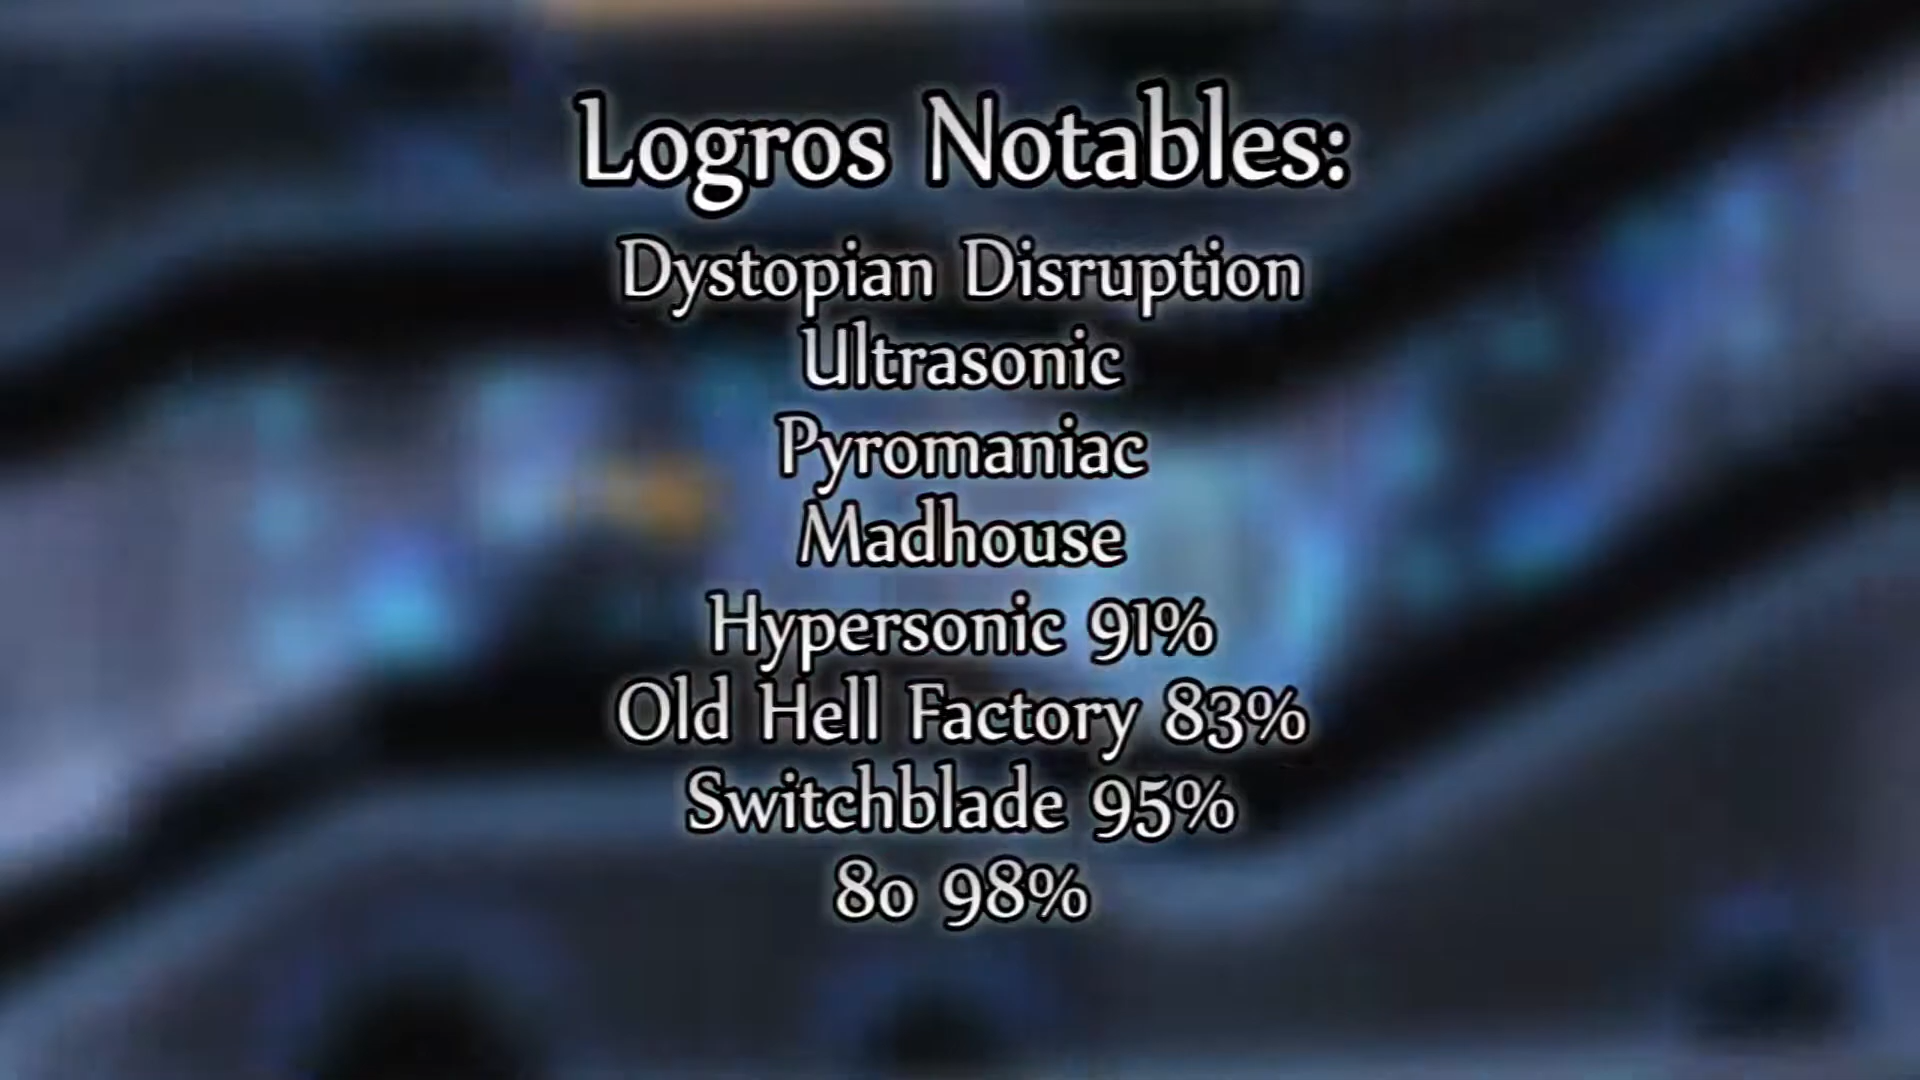 Logros Notables:
Dystopian Disruption
Ultrasonic
Pyromaniac
Madhouse
Hypersonic 91%
Old Hell Factory 83%
Switchblade 95%
8o 98%